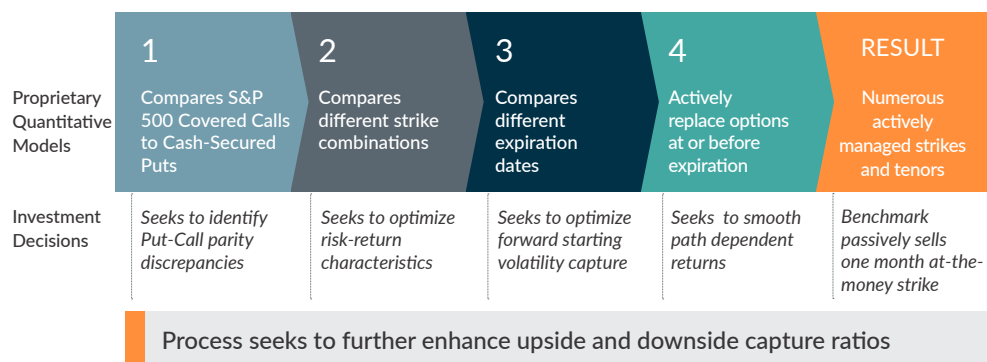 Proprietary
Quantitative
Models
1
Compares S&P
500 Covered Calls
to Cash-Secured
Puts
2
Compares
different strike
combinations
3
Compares
different
expiration
dates
4
Actively
replace options
at or before
expiration
RESULT
Numerous
actively
managed strikes
and tenors
Investment
Decisions
Seeks to identify
Put-Call parity
discrepancies
Seeks to optimize
risk-return
characteristics
Seeks to optimize
forward starting
volatility capture
Seeks to smooth
path dependent
returns
Benchmark
passively sells
one month at-the-
money strike
Process seeks to further enhance upside and downside capture ratios